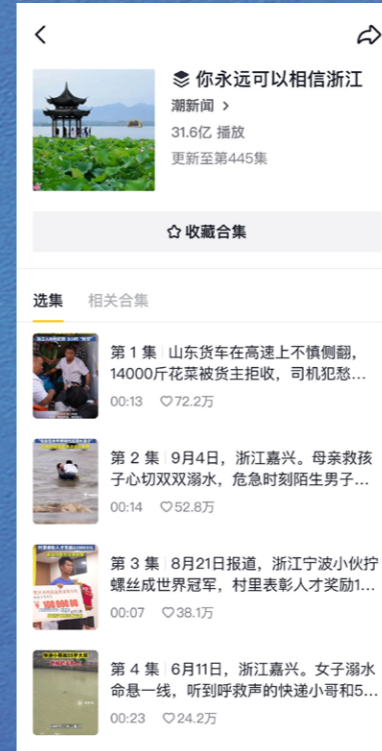 你永远可以相信浙江
潮新闻 >
31.6亿 播放
更新至第445集
收藏合集
选集 相关合集
第 1 集 | 山东货车在高速上不慎侧翻，
14000斤花菜被货主拒收，司机犯愁...
00:13 72.2万
第 2 集 | 9月4日，浙江嘉兴。母亲救孩
子心切双双溺水，危急时刻陌生男子...
00:14 52.8万
第 3 集 | 8月21日报道，浙江宁波小伙拧
螺丝成世界冠军，村里表彰人才奖励1...
¥100000.00
00:07 38.1万
第 4 集 | 6月11日，浙江嘉兴。女子溺水
命悬一线，听到呼救声的快递小哥和5...
00:23 24.2万